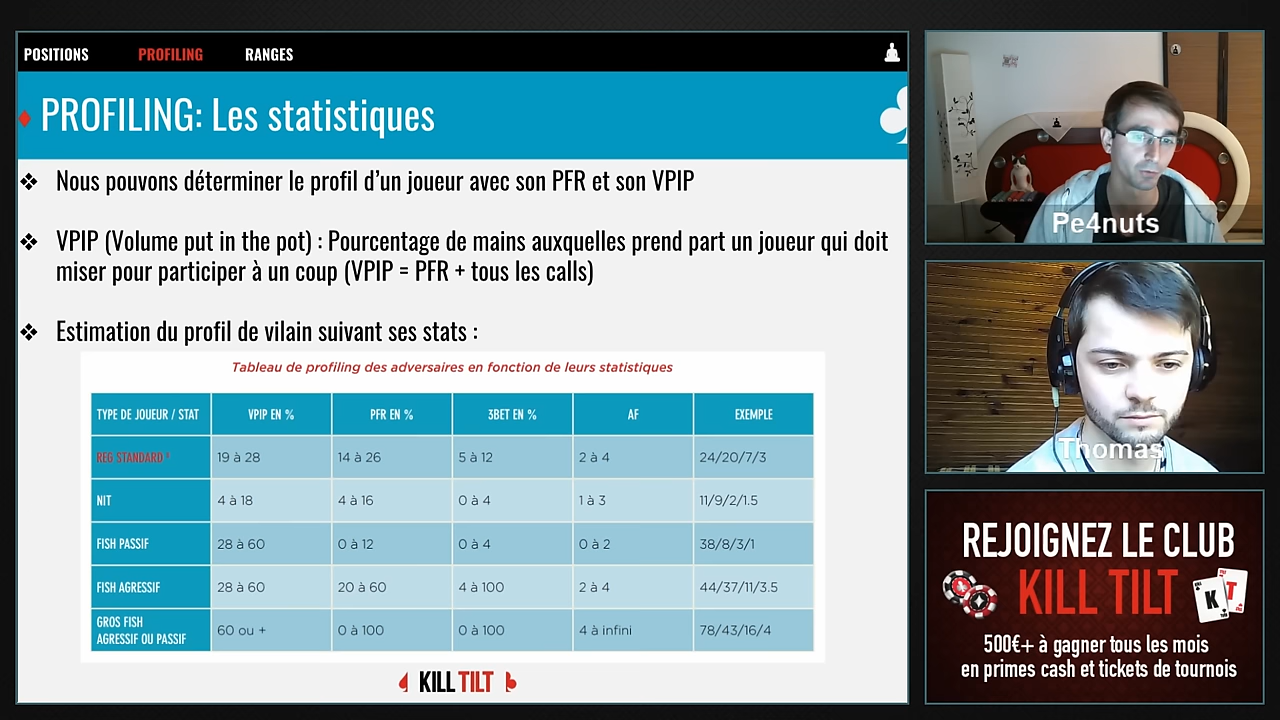 POSITIONS PROFILING RANGES
PROFILING: Les statistiques
❖ Nous pouvons déterminer le profil d’un joueur avec son PFR et son VPIP
❖ VPIP (Volume put in the pot) : Pourcentage de mains auxquelles prend part un joueur qui doit
miser pour participer à un coup (VPIP = PFR + tous les calls)
❖ Estimation du profil de vilain suivant ses stats :
Tableau de profiling des adversaires en fonction de leurs statistiques
TYPE DE JOUEUR / STAT VPIP EN % PFR EN % 3BET EN % AF EXEMPLE
REG STANDARD 19 à 28 14 à 26 5 à 12 2 à 4 24/20/7/3
NIT 4 à 18 4 à 16 0 à 4 1 à 3 11/9/2/1.5
FISH PASSIF 28 à 60 0 à 12 0 à 4 0 à 2 38/8/3/1
FISH AGRESSIF 28 à 60 20 à 60 4 à 100 2 à 4 44/37/11/3.5
GROS FISH
AGRESSIF OU PASSIF 60 ou + 0 à 100 0 à 100 4 à infini 78/43/16/4
KILL TILT
Pe4nuts
Thomas
REJOIGNEZ LE CLUB
KILL TILT
K T
500€+ à gagner tous les mois
en primes cash et tickets de tournois